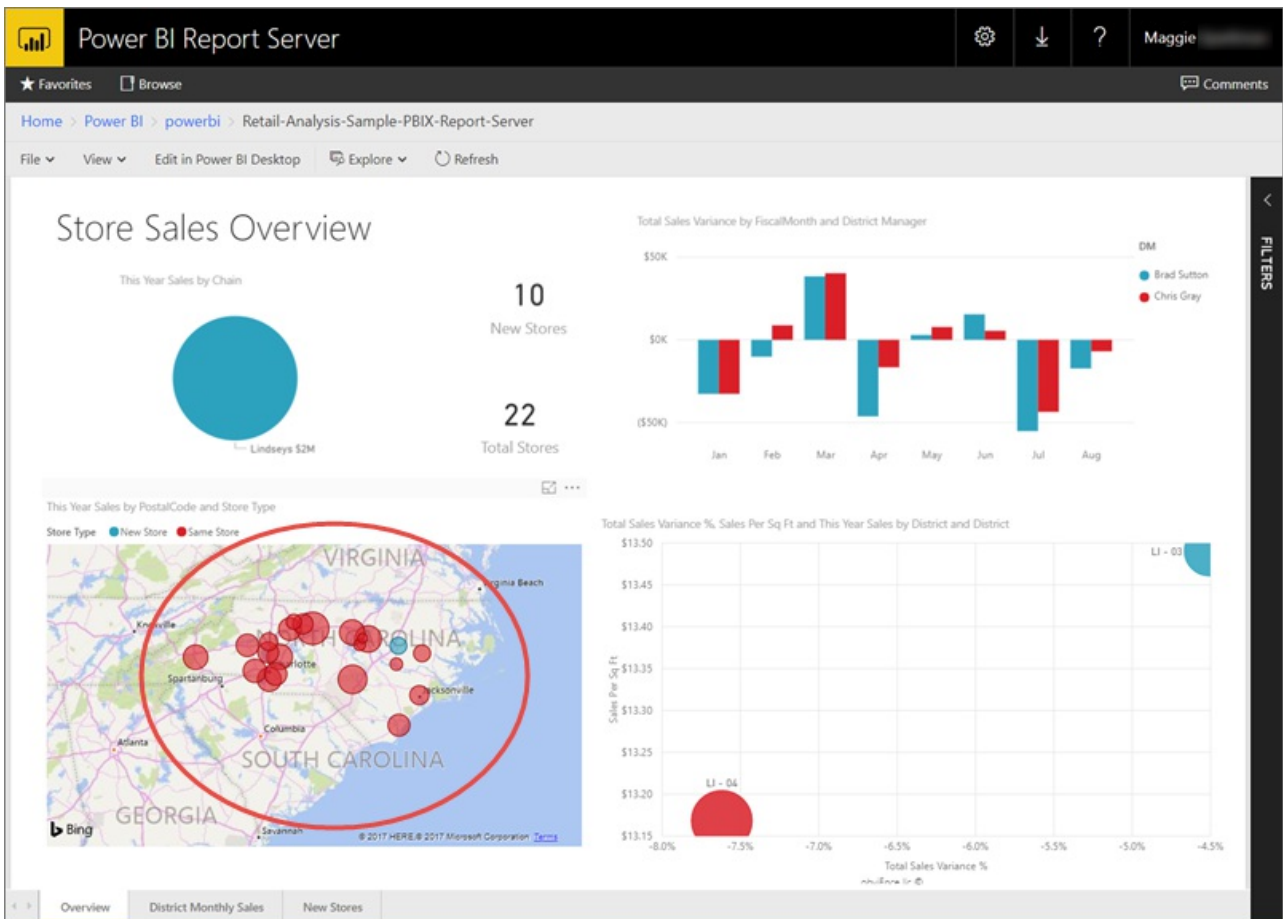 Power BI Report Server
Maggie
Favorites
Browse
Comments
Home > Power BI > powerbi > Retail-Analysis-Sample-PBIX-Report-Server
File
View
Edit in Power BI Desktop
Explore
Refresh
FILTERS
Store Sales Overview
This Year Sales by Chain
Lindseys $2M
10
New Stores
22
Total Stores
Total Sales Variance by FiscalMonth and District Manager
$50K
$0K
($50K)
Jan Feb Mar Apr May Jun Jul Aug
DM
Brad Sutton
Chris Gray
This Year Sales by PostalCode and Store Type
Store Type New Store Same Store
VIRGINIA
Virginia Beach
Knoxville
NORTH CAROLINA
Charlotte
Spartanburg
Jacksonville
Columbia
Atlanta
SOUTH CAROLINA
GEORGIA
Savannah
Bing
© 2017 HERE,© 2017 Microsoft Corporation Terms
Total Sales Variance %, Sales Per Sq Ft and This Year Sales by District and District
Sales Per Sq Ft
$13.50
$13.45
$13.40
$13.35
$13.30
$13.25
$13.20
$13.15
LI - 03
LI - 04
-8.0% -7.5% -7.0% -6.5% -6.0% -5.5% -5.0% -4.5%
Total Sales Variance %
Overview
District Monthly Sales
New Stores